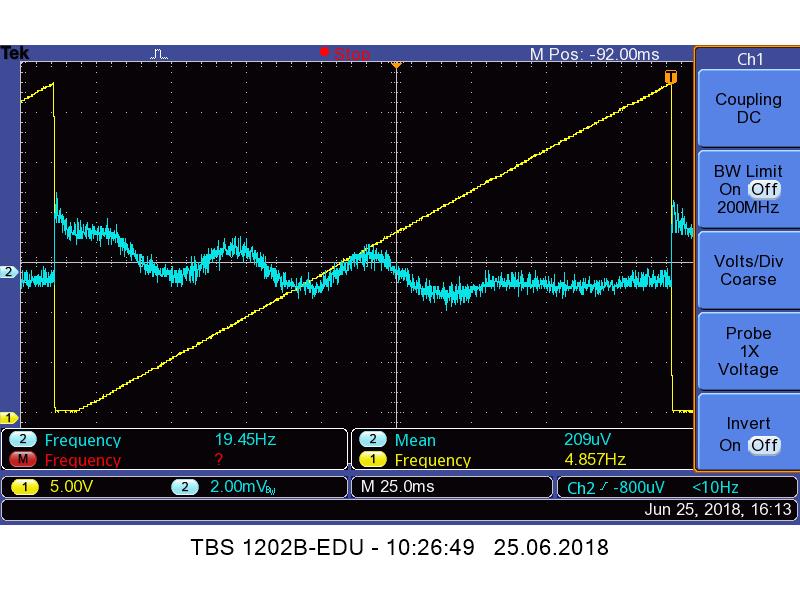 Tek Stop M Pos: -92.00ms Ch1
T
Coupling
DC
BW Limit
On Off
200MHz
Volts/Div
Coarse
2
Probe
1X
Voltage
Invert
On Off
1
2 Frequency 19.45Hz 2 Mean 209uV
M Frequency ? 1 Frequency 4.857Hz
1 5.00V 2 2.00mVBW M 25.0ms Ch2 -800uV <10Hz
Jun 25, 2018, 16:13
TBS 1202B-EDU - 10:26:49 25.06.2018